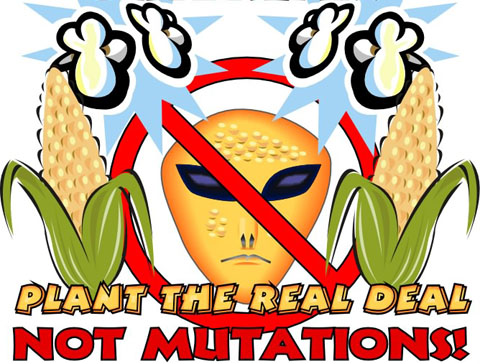 PLANT THE REAL DEAL
NOT MUTATIONS!